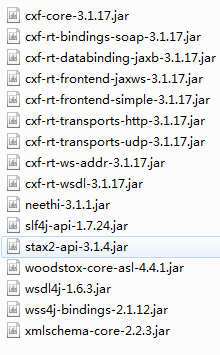 cxf-core-3.1.17.jar
cxf-rt-bindings-soap-3.1.17.jar
cxf-rt-databinding-jaxb-3.1.17.jar
cxf-rt-frontend-jaxws-3.1.17.jar
cxf-rt-frontend-simple-3.1.17.jar
cxf-rt-transports-http-3.1.17.jar
cxf-rt-transports-udp-3.1.17.jar
cxf-rt-ws-addr-3.1.17.jar
cxf-rt-wsdl-3.1.17.jar
neethi-3.1.1.jar
slf4j-api-1.7.24.jar
stax2-api-3.1.4.jar
woodstox-core-asl-4.4.1.jar
wsdl4j-1.6.3.jar
wss4j-bindings-2.1.12.jar
xmlschema-core-2.2.3.jar